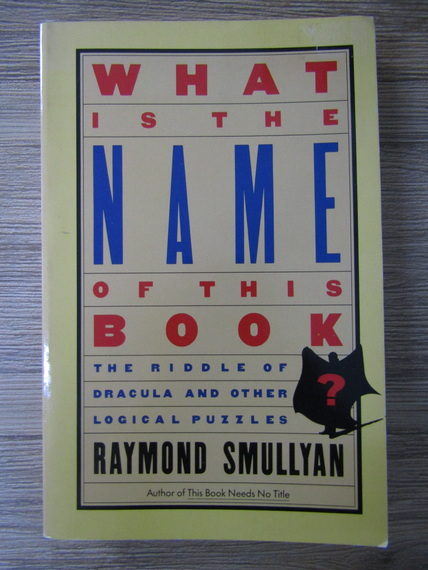 WHAT
IS THE
NAME
OF THIS
BOOK
THE RIDDLE OF
DRACULA AND OTHER
LOGICAL PUZZLES
?
RAYMOND SMULLYAN
Author of This Book Needs No Title